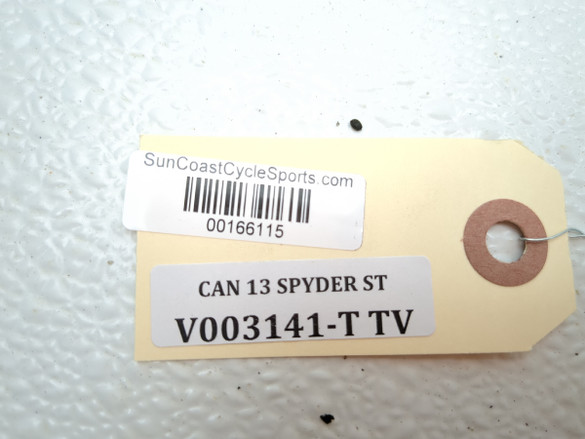 SunCoastCycleSports.com
00166115
CAN 13 SPYDER ST
V003141-T TV